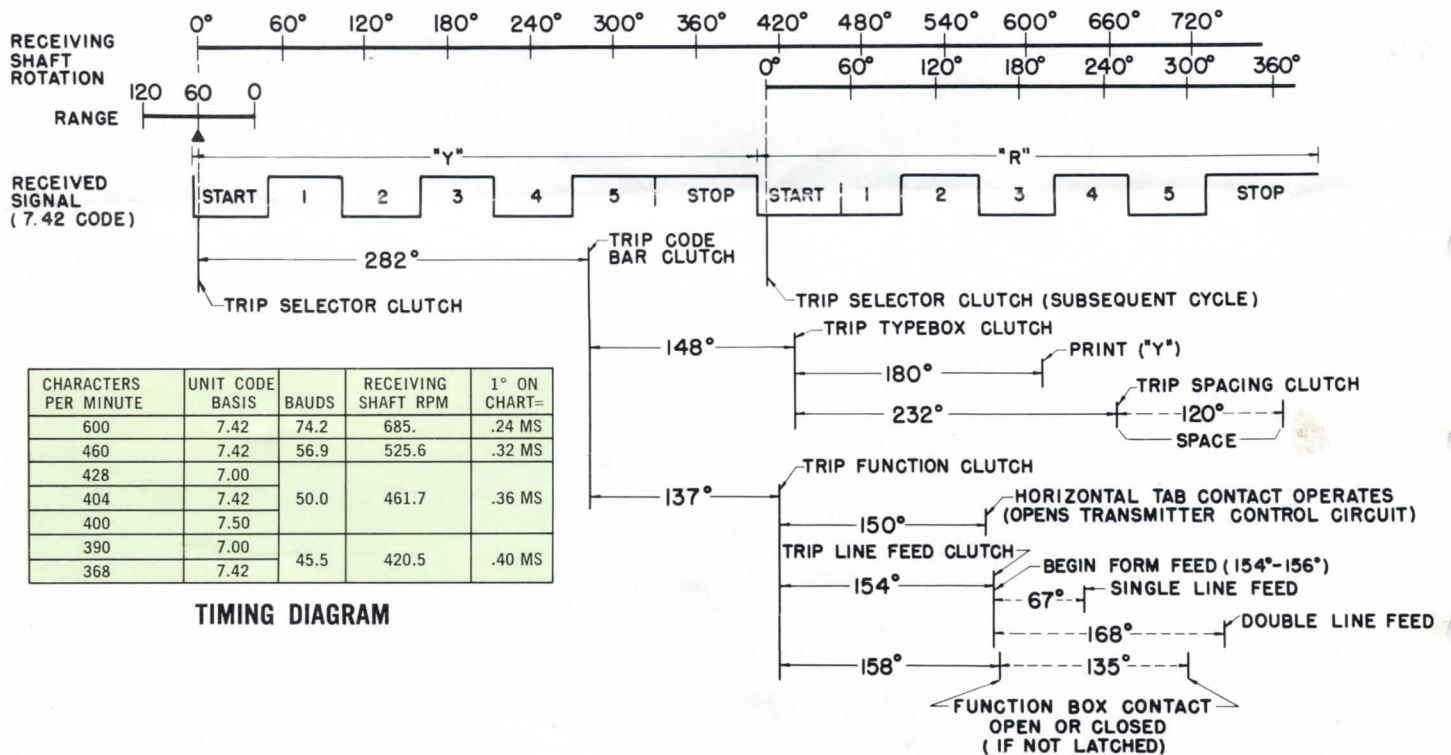 0° 60° 120° 180° 240° 300° 360° 420° 480° 540° 600° 660° 720°
RECEIVING
SHAFT
ROTATION
0° 60° 120° 180° 240° 300° 360°
120 60 0
RANGE
"Y" "R"
RECEIVED
SIGNAL
(7.42 CODE)
START 1 2 3 4 5 STOP START 1 2 3 4 5 STOP
282°
TRIP CODE
BAR CLUTCH
TRIP SELECTOR CLUTCH
TRIP SELECTOR CLUTCH (SUBSEQUENT CYCLE)
148°
TRIP TYPEBOX CLUTCH
180°
PRINT ("Y")
232°
TRIP SPACING CLUTCH
120°
SPACE
137°
TRIP FUNCTION CLUTCH
150°
HORIZONTAL TAB CONTACT OPERATES
(OPENS TRANSMITTER CONTROL CIRCUIT)
TRIP LINE FEED CLUTCH
154°
BEGIN FORM FEED (154°-156°)
67°
SINGLE LINE FEED
168°
DOUBLE LINE FEED
158° 135°
FUNCTION BOX CONTACT
OPEN OR CLOSED
(IF NOT LATCHED)
CHARACTERS PER MINUTE UNIT CODE BASIS BAUDS RECEIVING SHAFT RPM 1° ON CHART=
600 7.42 74.2 685. .24 MS
460 7.42 56.9 525.6 .32 MS
428 7.00
404 7.42 50.0 461.7 .36 MS
400 7.50
390 7.00 45.5 420.5 .40 MS
368 7.42
TIMING DIAGRAM